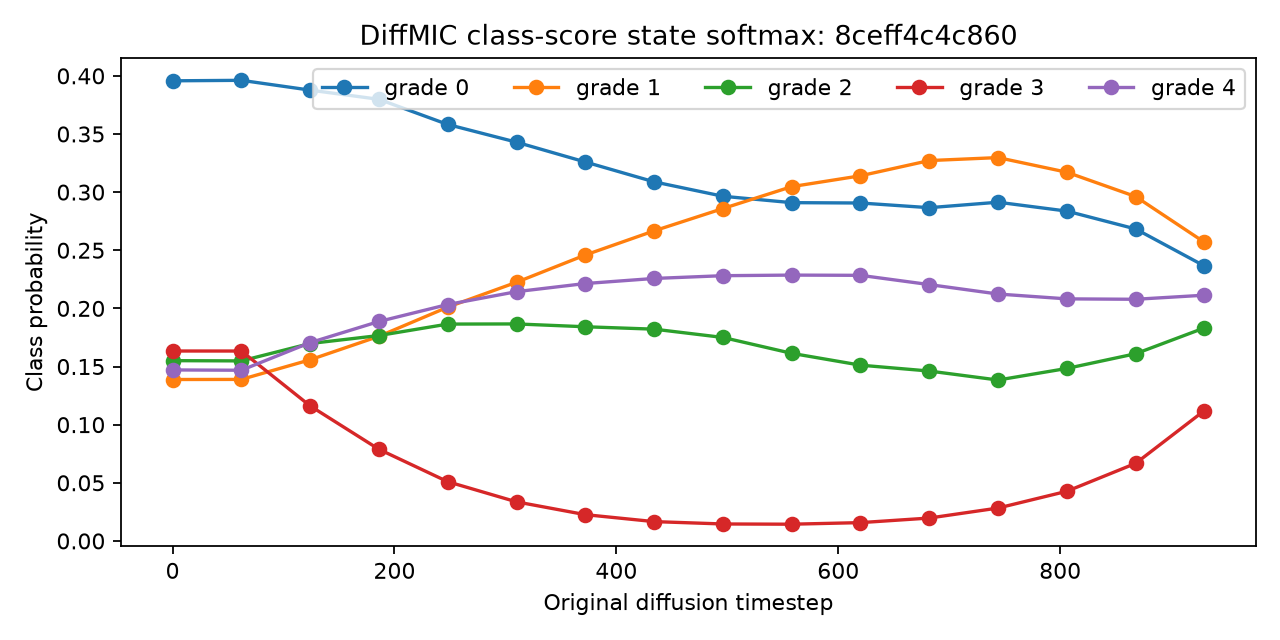 DiffMIC class-score state softmax: 8ceff4c4c860
grade 0 grade 1 grade 2 grade 3 grade 4
Class probability
0.40
0.35
0.30
0.25
0.20
0.15
0.10
0.05
0.00
0 200 400 600 800
Original diffusion timestep